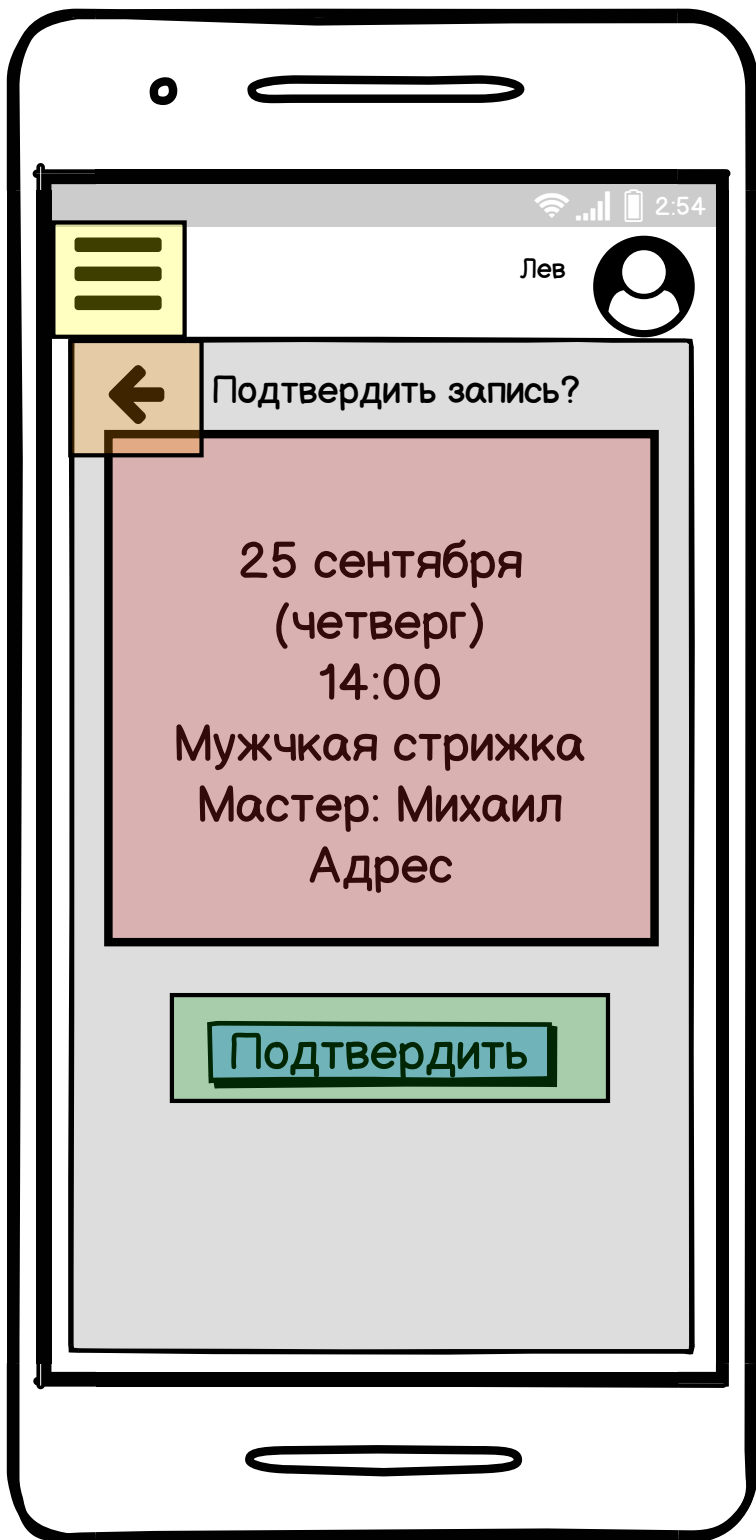 2:54
Лев
Подтвердить запись?
25 сентября
(четверг)
14:00
Мужчкая стрижка
Мастер: Михаил
Адрес
Подтвердить